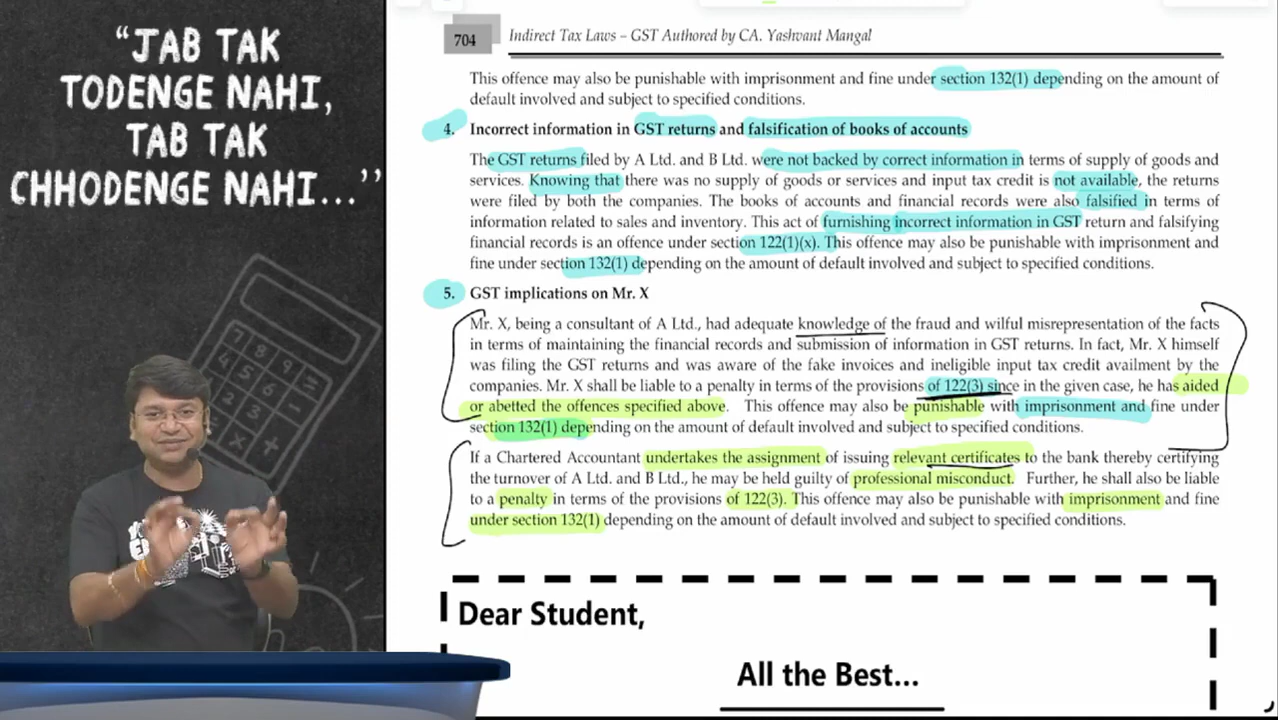 “JAB TAK
TODENGE NAHI,
TAB TAK
CHHODENGE NAHI...’’
704
Indirect Tax Laws – GST Authored by CA. Yashvant Mangal
This offence may also be punishable with imprisonment and fine under section 132(1) depending on the amount of
default involved and subject to specified conditions.
4. Incorrect information in GST returns and falsification of books of accounts
The GST returns filed by A Ltd. and B Ltd. were not backed by correct information in terms of supply of goods and
services. Knowing that there was no supply of goods or services and input tax credit is not available, the returns
were filed by both the companies. The books of accounts and financial records were also falsified in terms of
information related to sales and inventory. This act of furnishing incorrect information in GST return and falsifying
financial records is an offence under section 122(1)(x). This offence may also be punishable with imprisonment and
fine under section 132(1) depending on the amount of default involved and subject to specified conditions.
5. GST implications on Mr. X
Mr. X, being a consultant of A Ltd., had adequate knowledge of the fraud and wilful misrepresentation of the facts
in terms of maintaining the financial records and submission of information in GST returns. In fact, Mr. X himself
was filing the GST returns and was aware of the fake invoices and ineligible input tax credit availment by the
companies. Mr. X shall be liable to a penalty in terms of the provisions of 122(3) since in the given case, he has aided
or abetted the offences specified above. This offence may also be punishable with imprisonment and fine under
section 132(1) depending on the amount of default involved and subject to specified conditions.
If a Chartered Accountant undertakes the assignment of issuing relevant certificates to the bank thereby certifying
the turnover of A Ltd. and B Ltd., he may be held guilty of professional misconduct. Further, he shall also be liable
to a penalty in terms of the provisions of 122(3). This offence may also be punishable with imprisonment and fine
under section 132(1) depending on the amount of default involved and subject to specified conditions.
Dear Student,
All the Best...